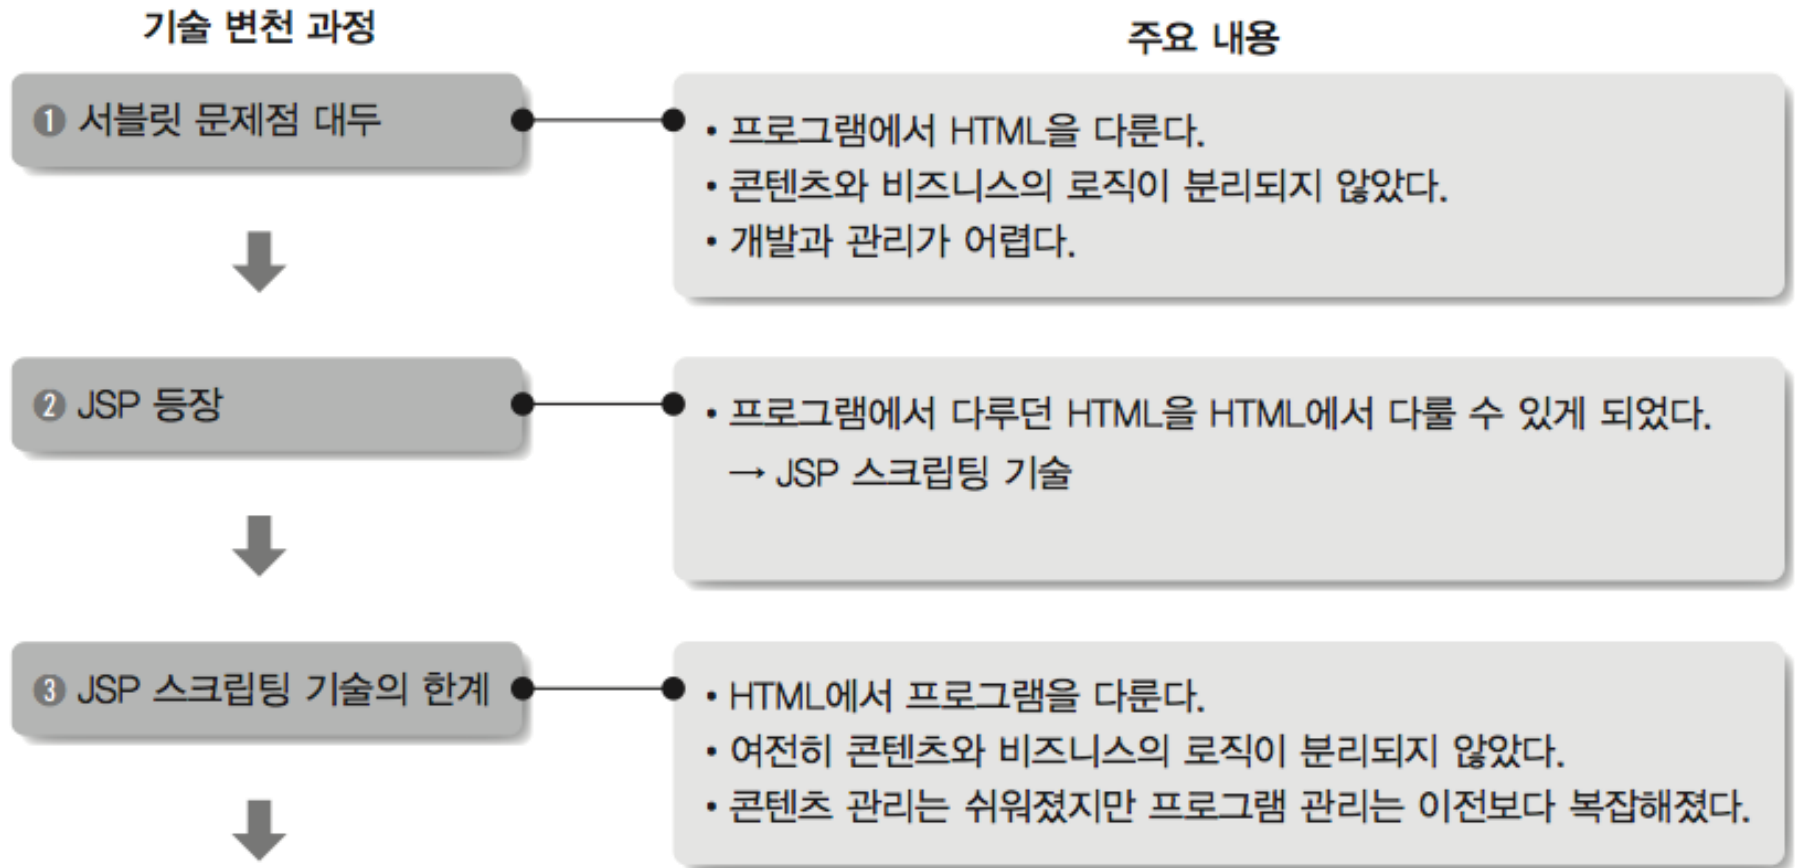 기술 변천 과정
주요 내용
❶ 서블릿 문제점 대두
• 프로그램에서 HTML을 다룬다.
• 콘텐츠와 비즈니스의 로직이 분리되지 않았다.
• 개발과 관리가 어렵다.
❷ JSP 등장
• 프로그램에서 다루던 HTML을 HTML에서 다룰 수 있게 되었다.
→ JSP 스크립팅 기술
❸ JSP 스크립팅 기술의 한계
• HTML에서 프로그램을 다룬다.
• 여전히 콘텐츠와 비즈니스의 로직이 분리되지 않았다.
• 콘텐츠 관리는 쉬워졌지만 프로그램 관리는 이전보다 복잡해졌다.